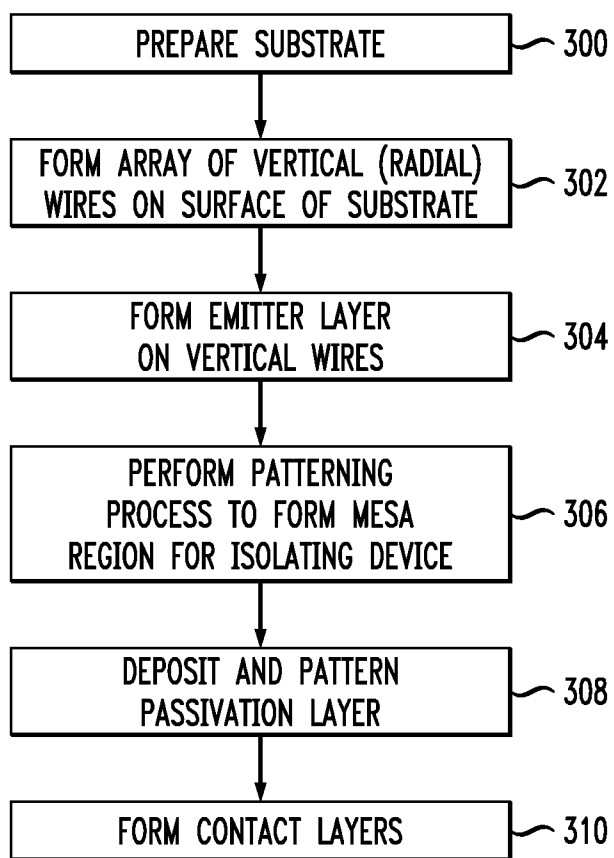 PREPARE SUBSTRATE
300
FORM ARRAY OF VERTICAL (RADIAL)
WIRES ON SURFACE OF SUBSTRATE
302
FORM EMITTER LAYER
ON VERTICAL WIRES
304
PERFORM PATTERNING
PROCESS TO FORM MESA
REGION FOR ISOLATING DEVICE
306
DEPOSIT AND PATTERN
PASSIVATION LAYER
308
FORM CONTACT LAYERS
310